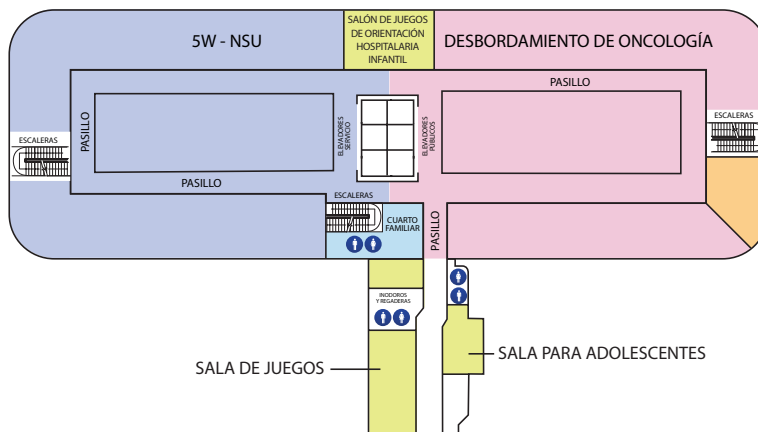 5W - NSU
SALÓN DE JUEGOS
DE ORIENTACIÓN
HOSPITALARIA
INFANTIL
DESBORDAMIENTO DE ONCOLOGÍA
PASILLO
PASILLO
ELEVADORES
SERVICIO
ELEVADORES
PÚBLICOS
ESCALERAS
ESCALERAS
PASILLO
ESCALERAS
CUARTO
FAMILIAR
PASILLO
INODOROS
Y REGADERAS
SALA DE JUEGOS
SALA PARA ADOLESCENTES